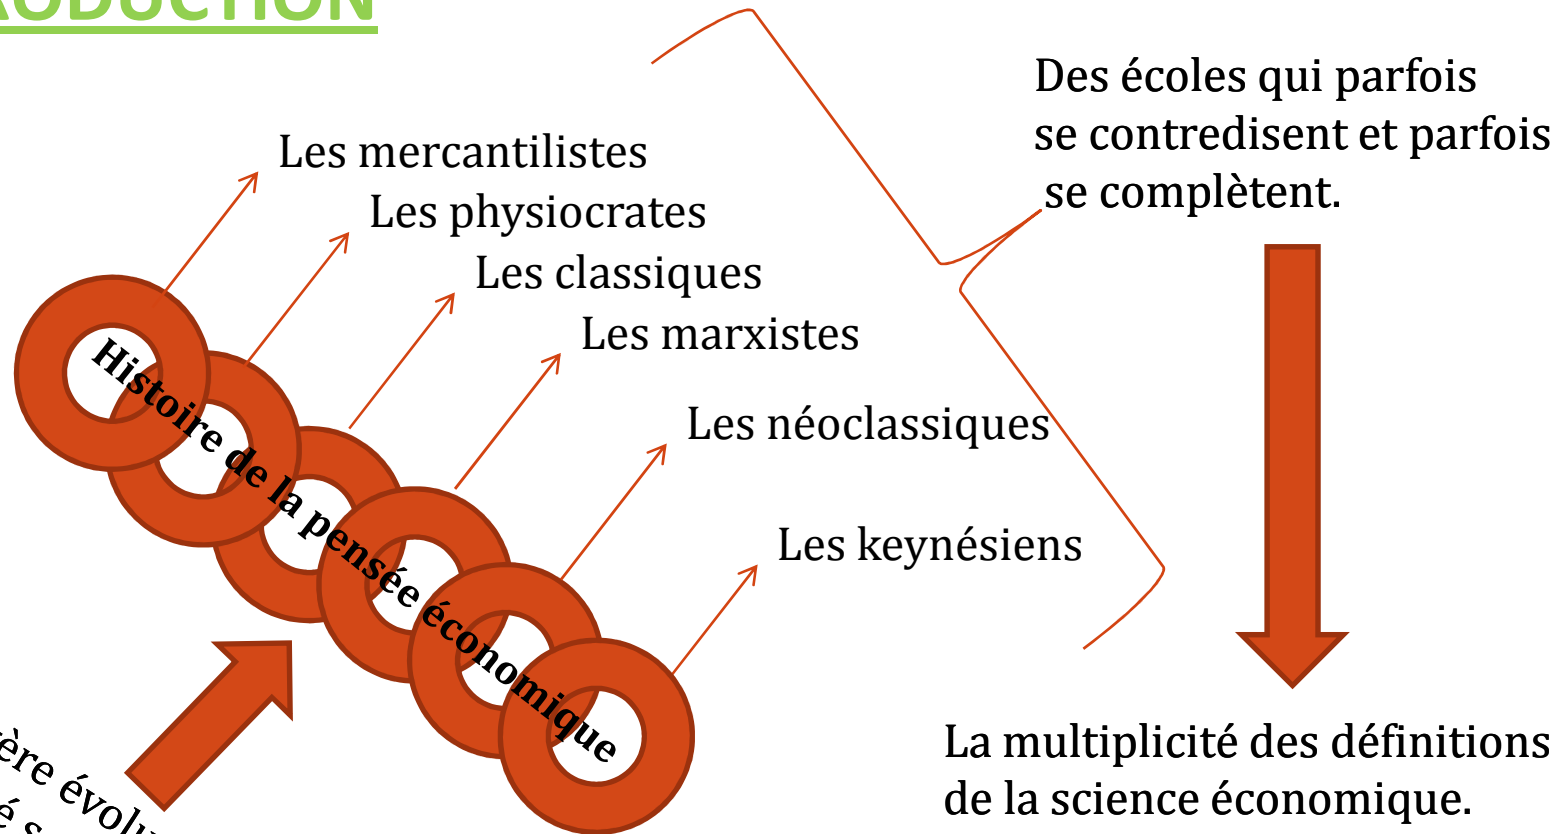 Les mercantilistes
Les physiocrates
Les classiques
Les marxistes
Les néoclassiques
Les keynésiens
Histoire de la pensée économique
Des écoles qui parfois
se contredisent et parfois
se complètent.
La multiplicité des définitions
de la science économique.